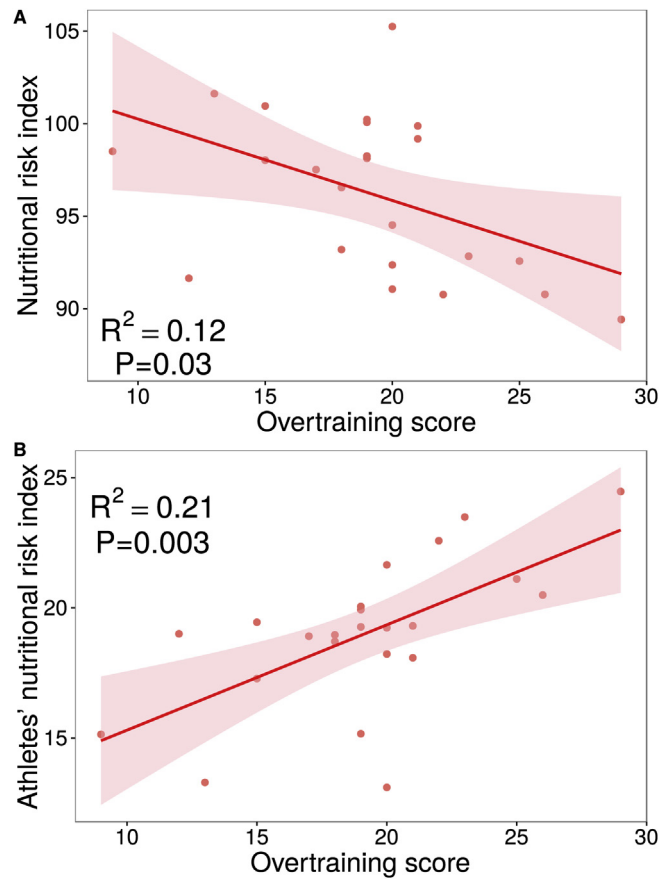 A
Nutritional risk index
105
100
95
90
R² = 0.12
P=0.03
10 15 20 25 30
Overtraining score
B
Athletes’ nutritional risk index
25
20
15
R² = 0.21
P=0.003
10 15 20 25 30
Overtraining score